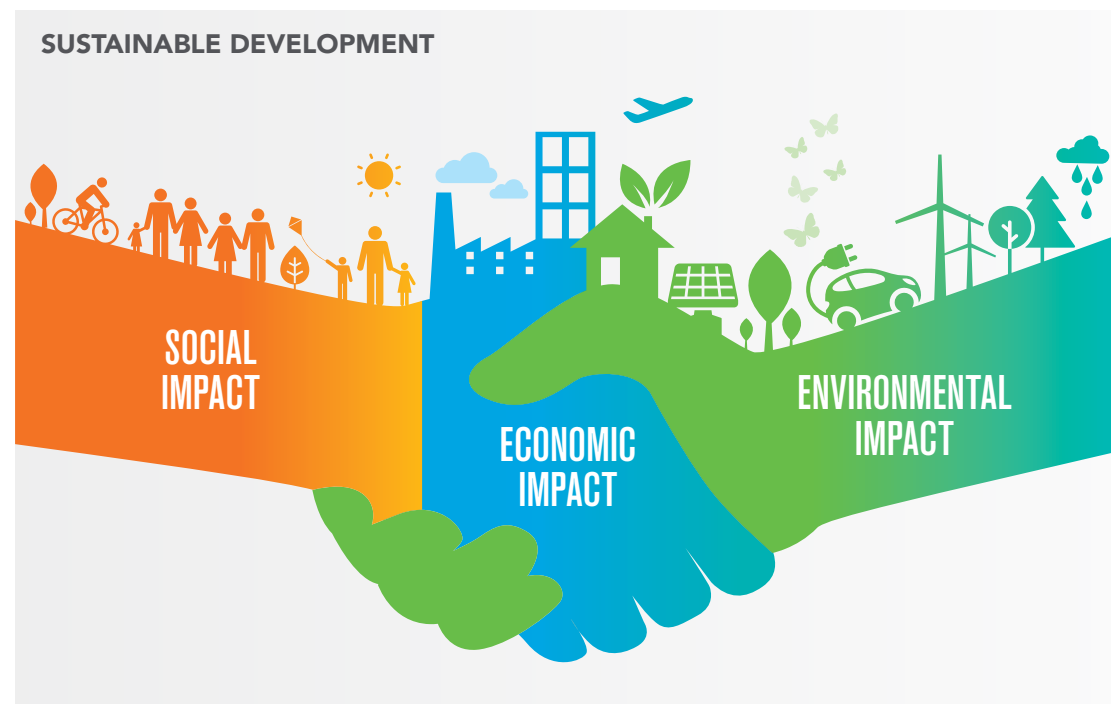 SUSTAINABLE DEVELOPMENT
SOCIAL
IMPACT
ECONOMIC
IMPACT
ENVIRONMENTAL
IMPACT